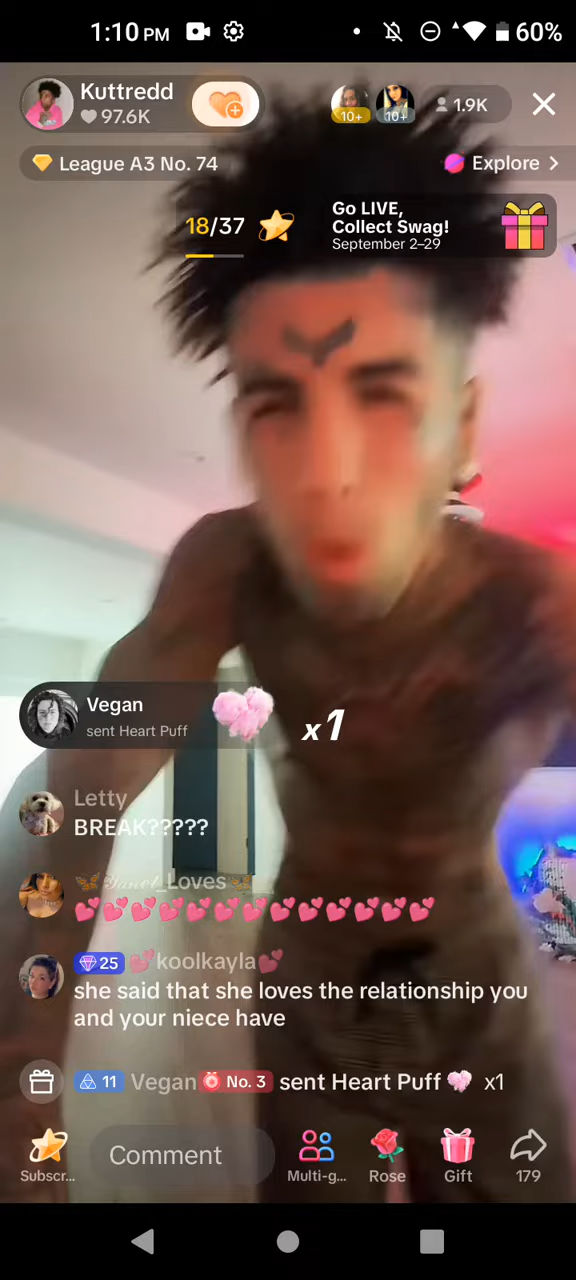 1:10 PM
60%
Kuttredd
97.6K
10+
10+
1.9K
League A3 No. 74
Explore >
18/37
Go LIVE,
Collect Swag!
September 2–29
Vegan
sent Heart Puff
x1
Letty
BREAK?????
🦋𝒴𝒶𝓃𝑒𝓉_Loves🦋
💕💕💕💕💕💕💕💕💕💕💕💕💕
25 💕koolkayla💕
she said that she loves the relationship you
and your niece have
11 Vegan No. 3 sent Heart Puff x1
Subscr...
Comment
Multi-g...
Rose
Gift
179